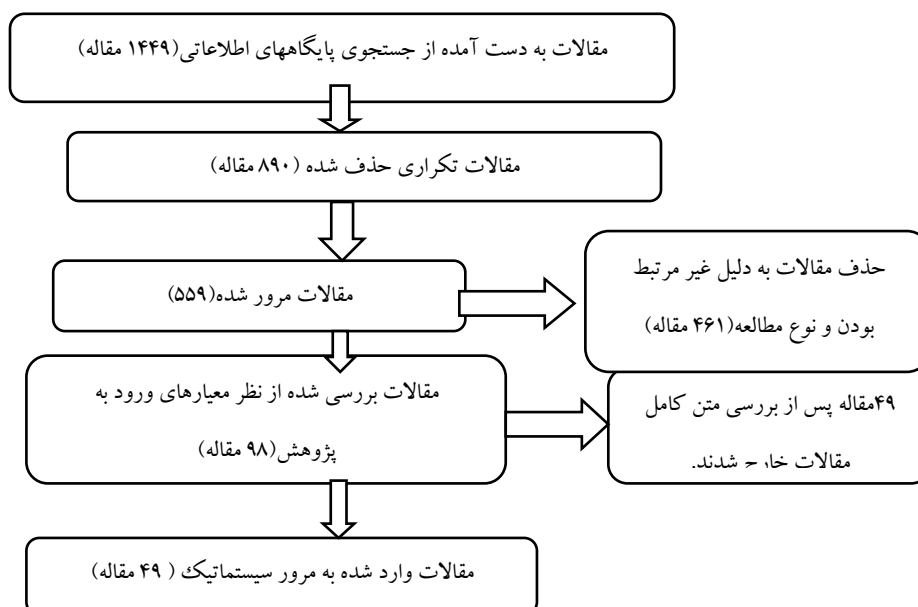 مقالات به دست آمده از جستجوی پایگاههای اطلاعاتی(۱۴۴۹ مقاله)
مقالات تکراری حذف شده (۸۹۰ مقاله)
مقالات مرور شده(۵۵۹)
حذف مقالات به دلیل غیر مرتبط
بودن و نوع مطالعه(۴۶۱ مقاله)
مقالات بررسی شده از نظر معیارهای ورود به
پژوهش(۹۸ مقاله)
۴۹مقاله پس از بررسی متن کامل
مقالات خارج شدند.
مقالات وارد شده به مرور سیستماتیک ( ۴۹ مقاله)